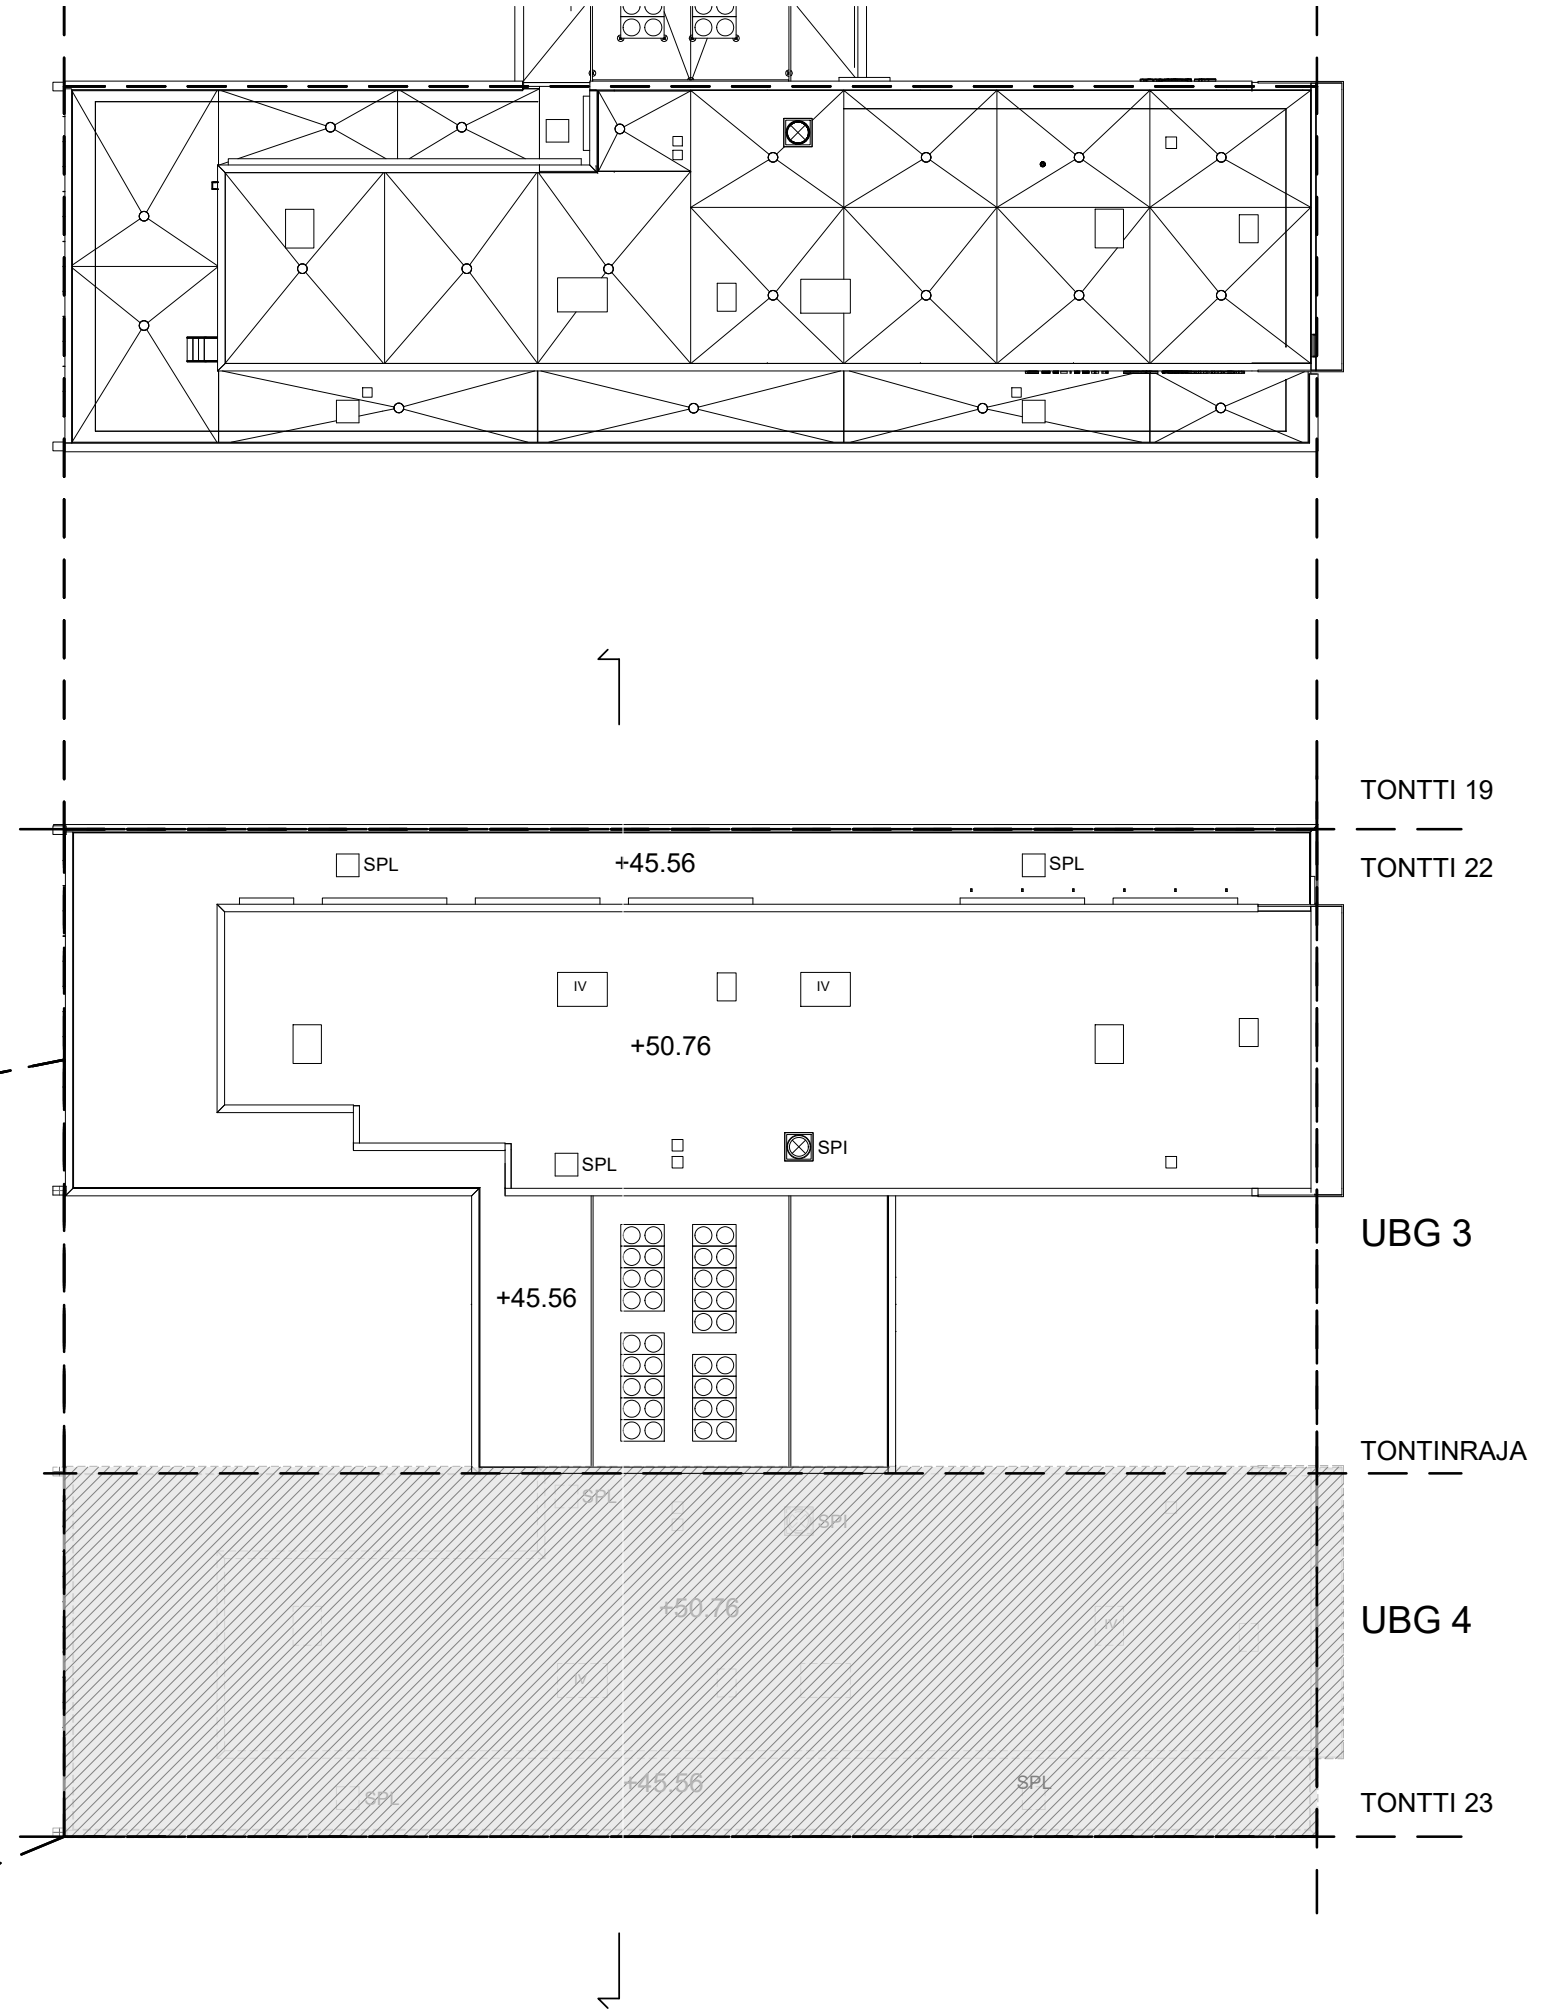 TONTTI 19
SPL
+45.56
SPL
TONTTI 22
IV
IV
+50.76
SPL
SPI
UBG 3
+45.56
TONTINRAJA
SPL
SPI
+50.76
UBG 4
IV
IV
+45.56
SPL
SPL
TONTTI 23